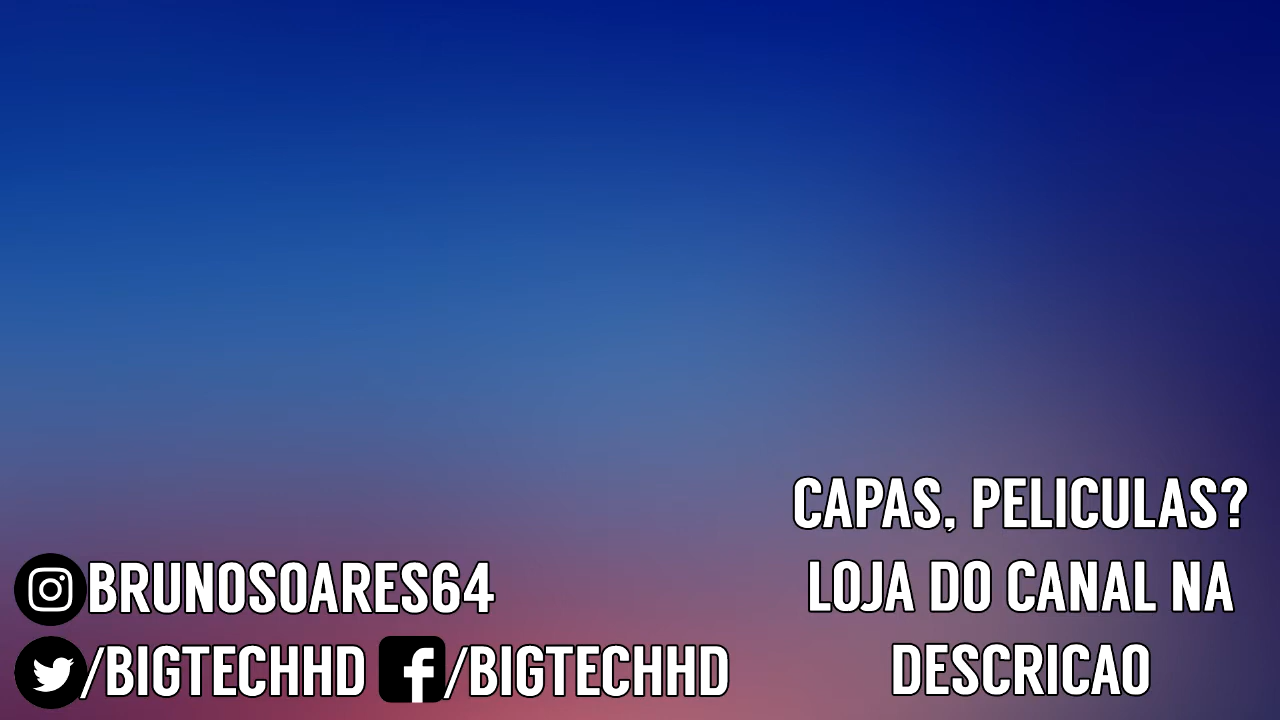 CAPAS, PELICULAS?
LOJA DO CANAL NA
DESCRICAO
BRUNOSOARES64
/BIGTECHHD /BIGTECHHD